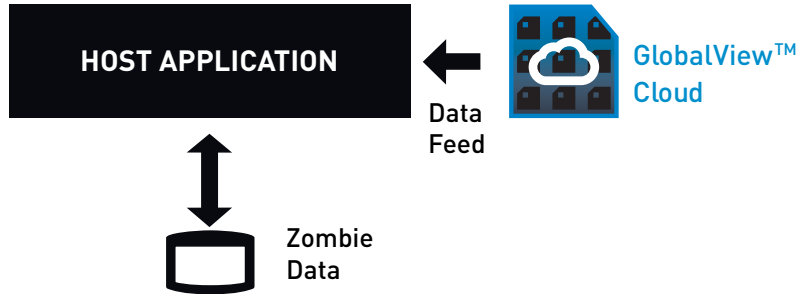 HOST APPLICATION
GlobalView™
Cloud
Data
Feed
Zombie
Data